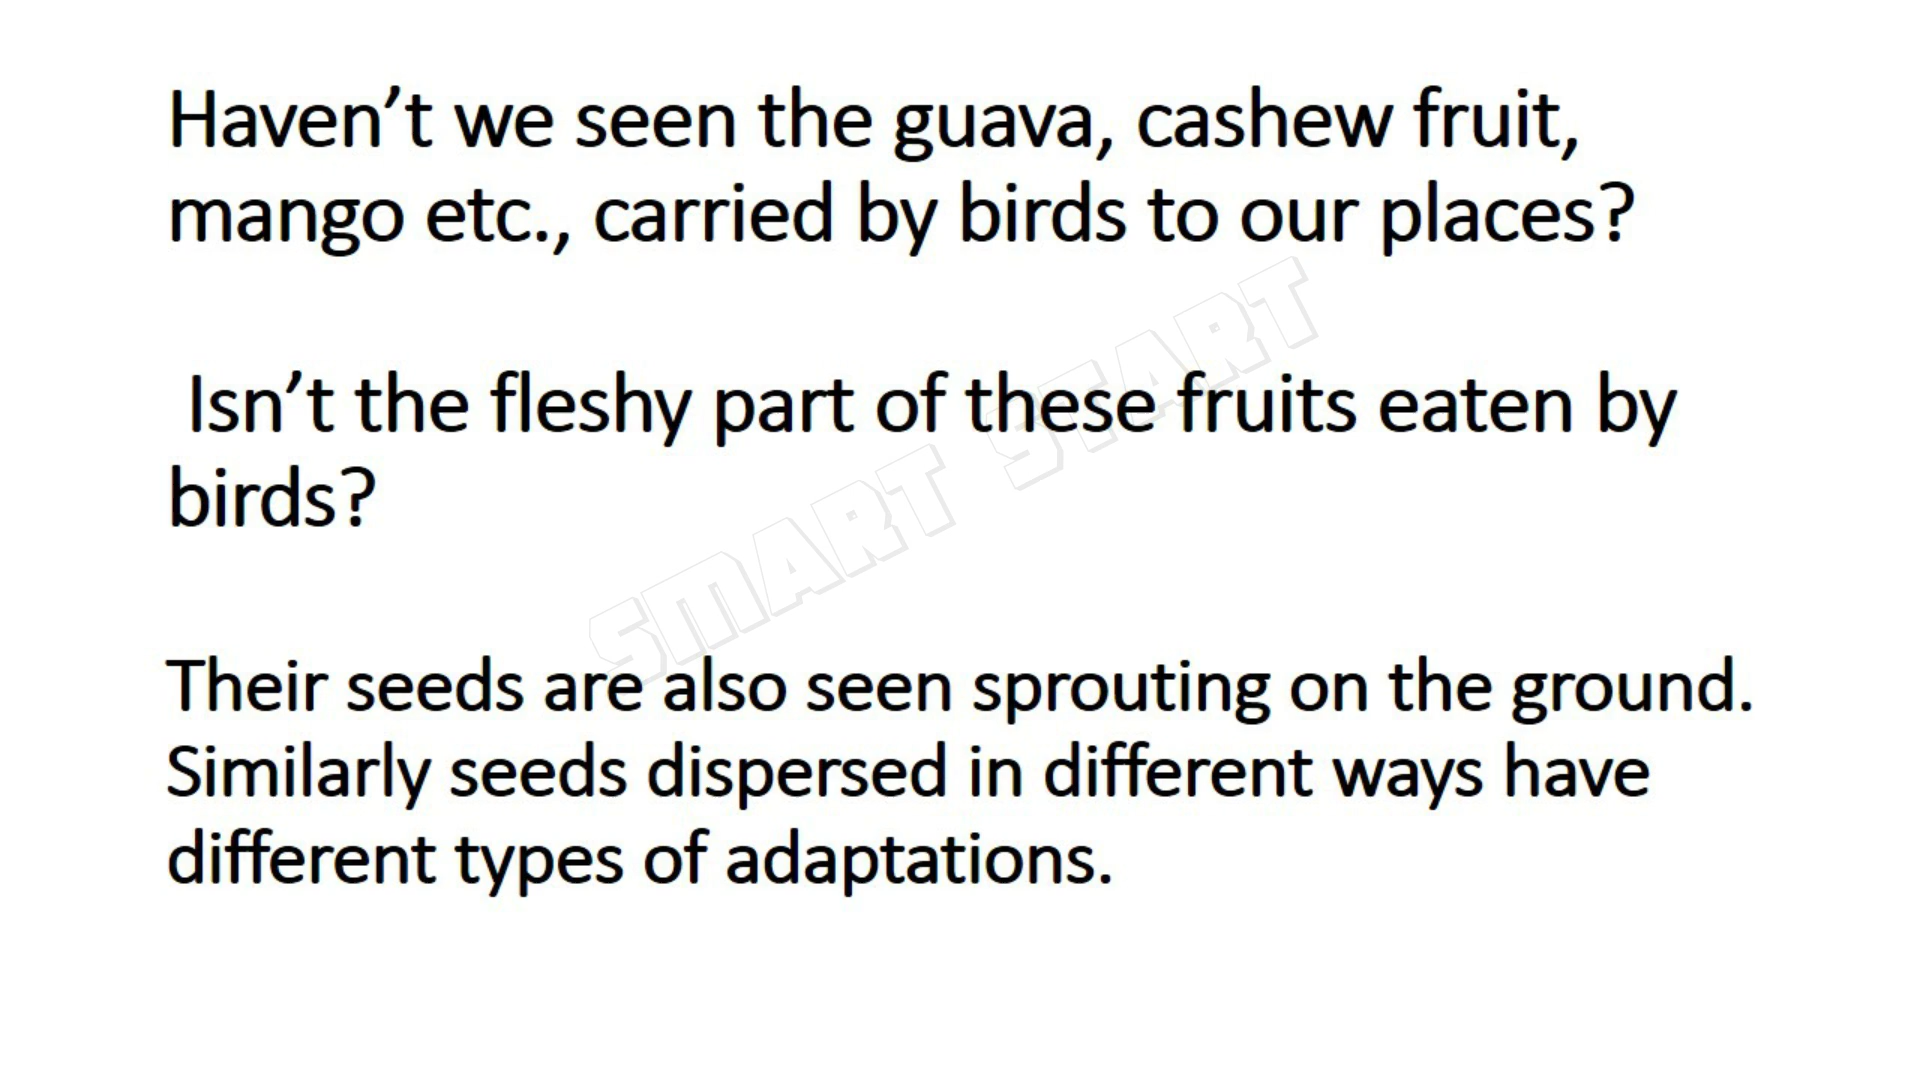 Haven’t we seen the guava, cashew fruit,
mango etc., carried by birds to our places?
Isn’t the fleshy part of these fruits eaten by
birds?
SMART START
Their seeds are also seen sprouting on the ground.
Similarly seeds dispersed in different ways have
different types of adaptations.